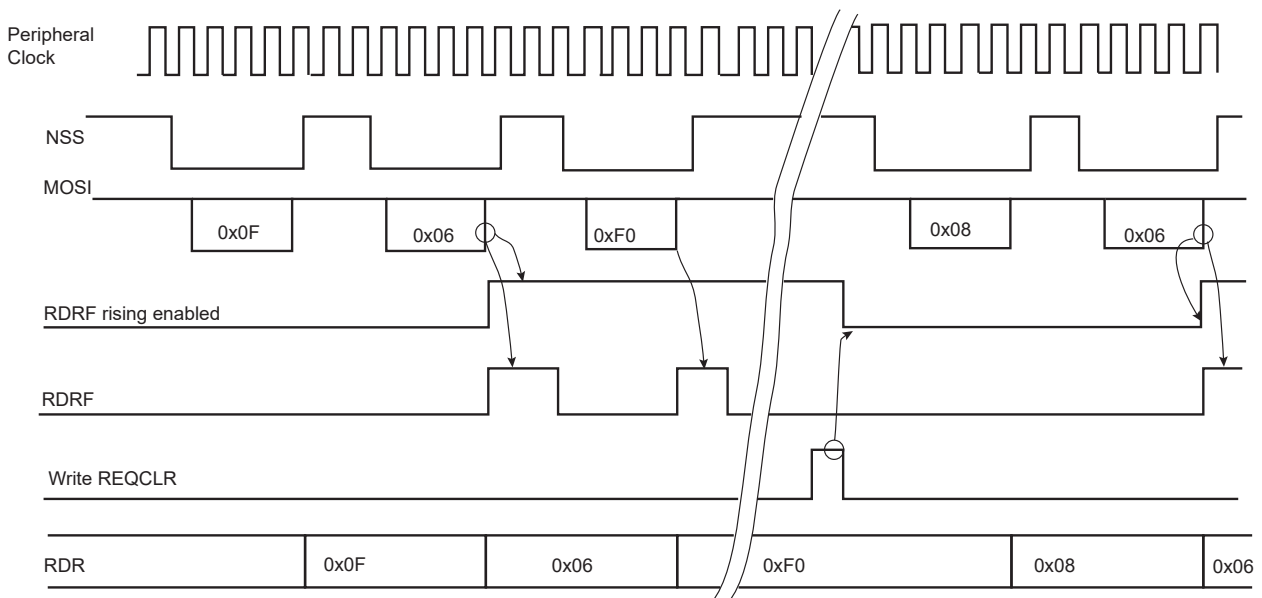 Peripheral
Clock
NSS
MOSI
0x0F
0x06
0xF0
0x08
0x06
RDRF rising enabled
RDRF
Write REQCLR
RDR
0x0F
0x06
0xF0
0x08
0x06